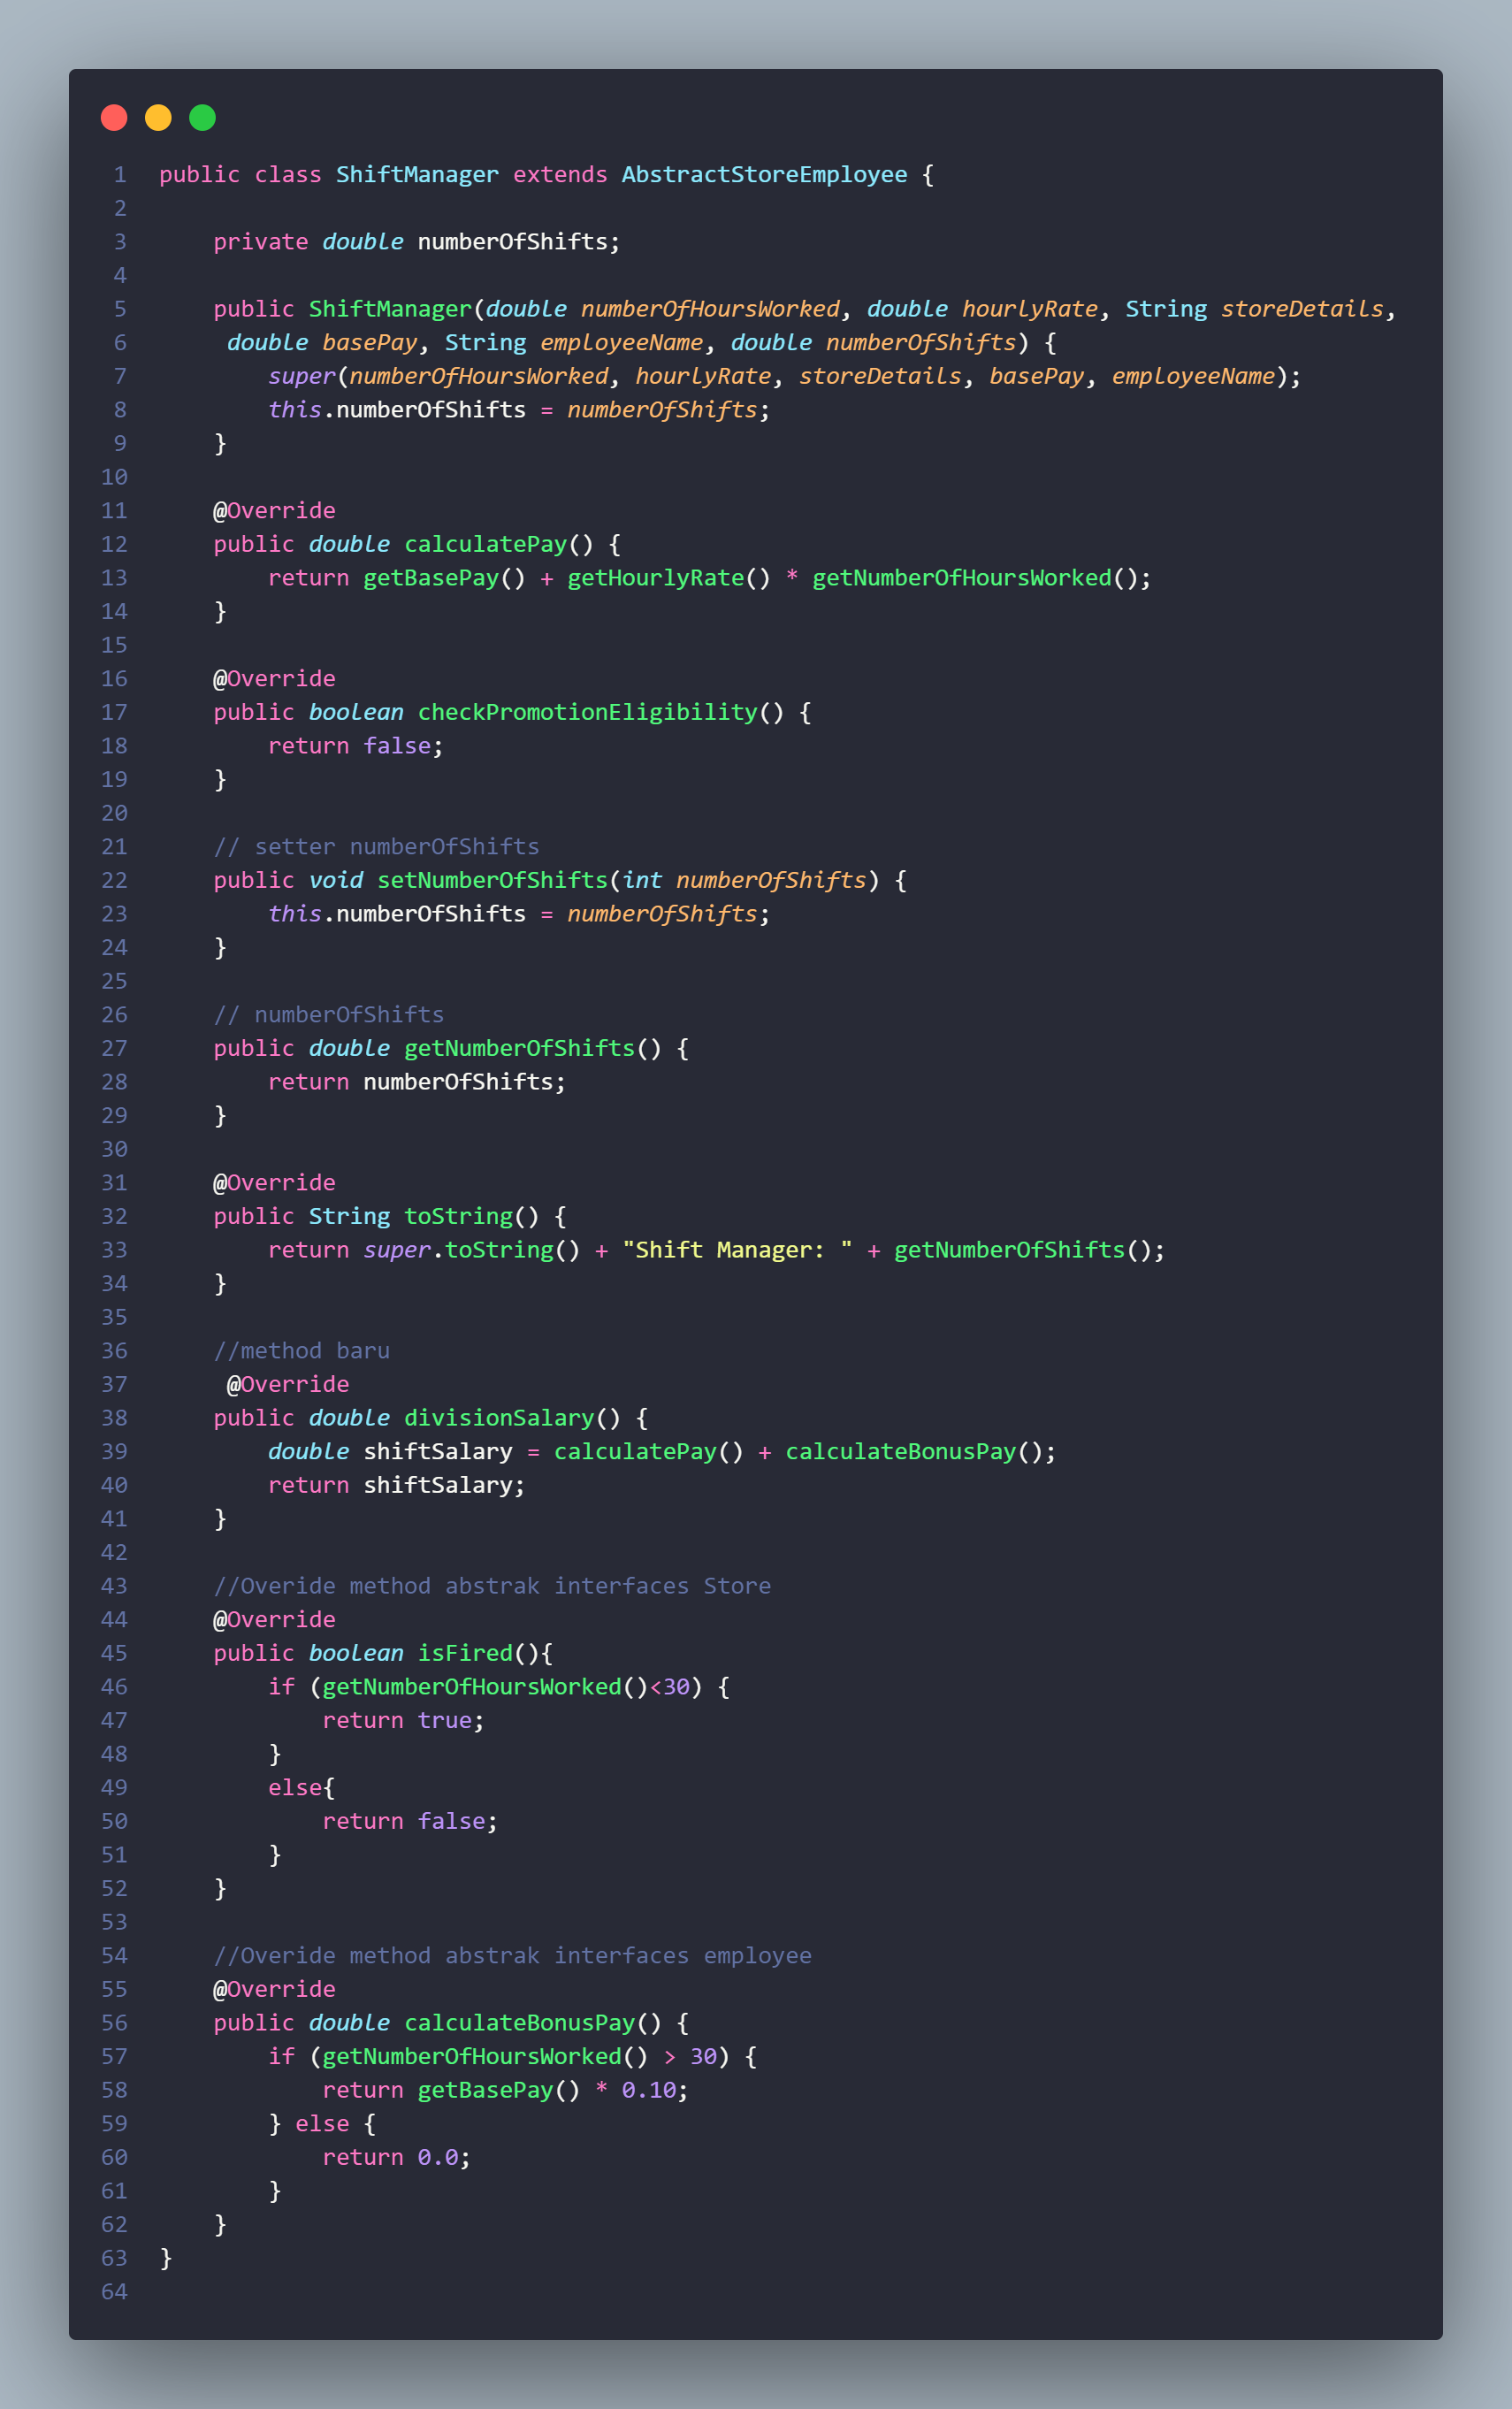 1 public class ShiftManager extends AbstractStoreEmployee {
2
3     private double numberOfShifts;
4
5     public ShiftManager(double numberOfHoursWorked, double hourlyRate, String storeDetails,
6      double basePay, String employeeName, double numberOfShifts) {
7         super(numberOfHoursWorked, hourlyRate, storeDetails, basePay, employeeName);
8         this.numberOfShifts = numberOfShifts;
9     }
10
11     @Override
12     public double calculatePay() {
13         return getBasePay() + getHourlyRate() * getNumberOfHoursWorked();
14     }
15
16     @Override
17     public boolean checkPromotionEligibility() {
18         return false;
19     }
20
21     // setter numberOfShifts
22     public void setNumberOfShifts(int numberOfShifts) {
23         this.numberOfShifts = numberOfShifts;
24     }
25
26     // numberOfShifts
27     public double getNumberOfShifts() {
28         return numberOfShifts;
29     }
30
31     @Override
32     public String toString() {
33         return super.toString() + "Shift Manager: " + getNumberOfShifts();
34     }
35
36     //method baru
37      @Override
38     public double divisionSalary() {
39         double shiftSalary = calculatePay() + calculateBonusPay();
40         return shiftSalary;
41     }
42
43     //Overide method abstrak interfaces Store
44     @Override
45     public boolean isFired(){
46         if (getNumberOfHoursWorked()<30) {
47             return true;
48         }
49         else{
50             return false;
51         }
52     }
53
54     //Overide method abstrak interfaces employee
55     @Override
56     public double calculateBonusPay() {
57         if (getNumberOfHoursWorked() > 30) {
58             return getBasePay() * 0.10;
59         } else {
60             return 0.0;
61         }
62     }
63 }
64